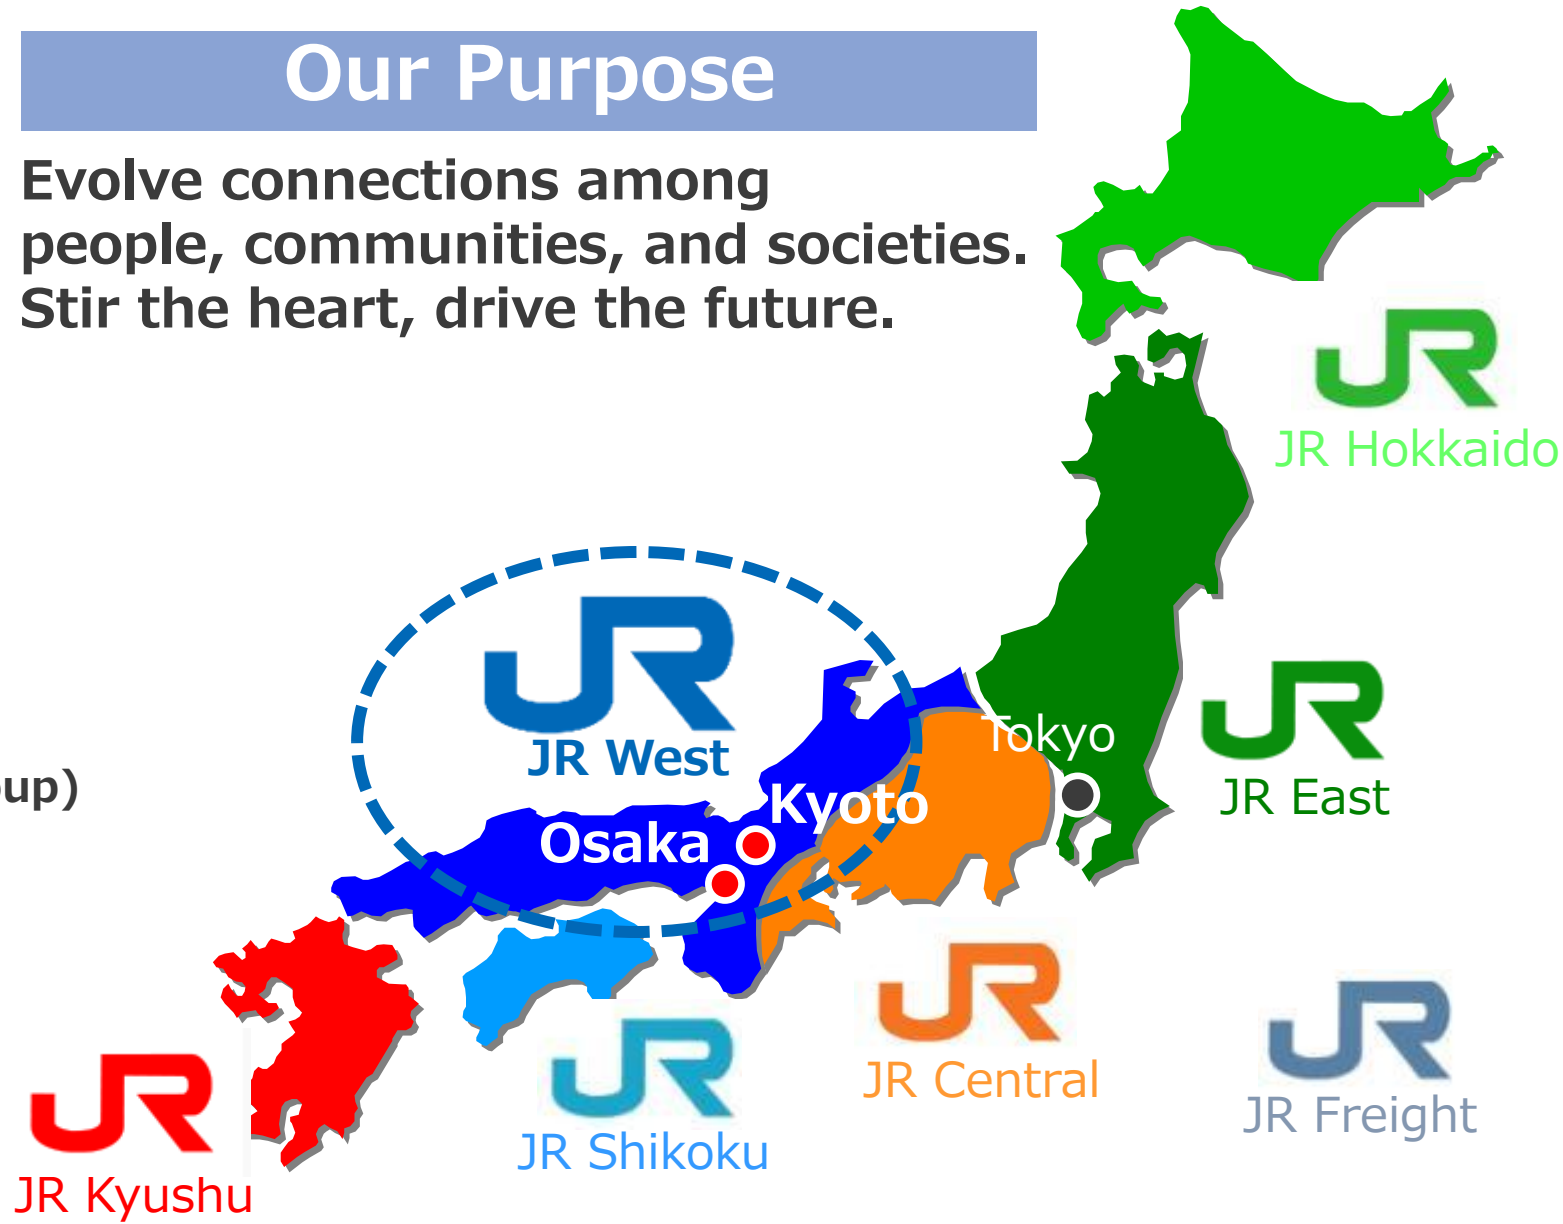 Our Purpose
Evolve connections among
people, communities, and societies.
Stir the heart, drive the future.
JR
JR Hokkaido
JR
JR West
JR
JR East
Tokyo
Kyoto
Osaka
JR
JR Central
JR
JR Freight
JR
JR Shikoku
JR
JR Kyushu